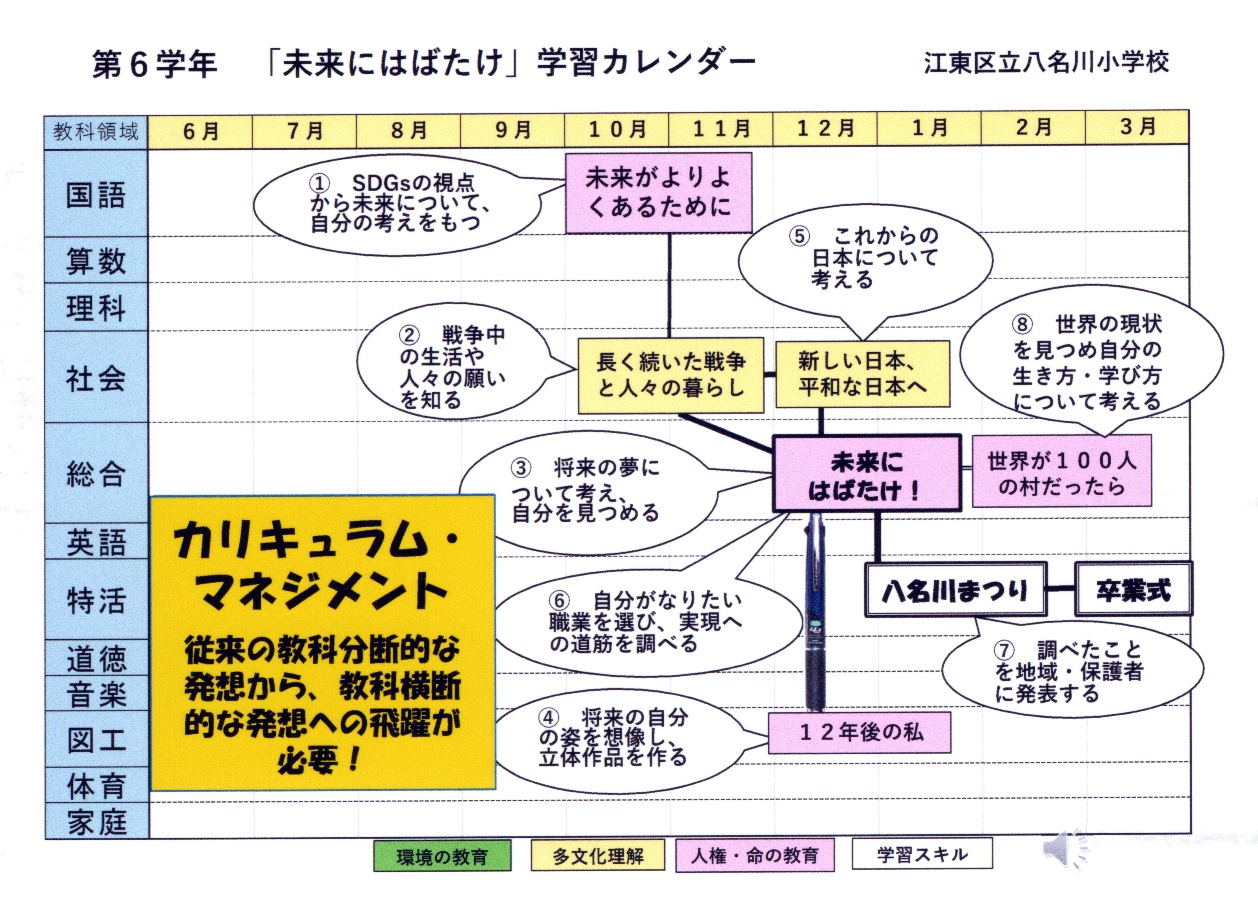 第６学年　「未来にはばたけ」学習カレンダー
江東区立八名川小学校
教科領域
６月
７月
８月
９月
１０月
１１月
１２月
１月
２月
３月
国語
算数
理科
社会
総合
英語
特活
道徳
音楽
図工
体育
家庭
①　SDGsの視点
から未来について、
自分の考えをもつ
未来がよりよ
くあるために
⑤　これからの
日本について
考える
②　戦争中
の生活や
人々の願い
を知る
長く続いた戦争
と人々の暮らし
新しい日本、
平和な日本へ
⑧　世界の現状
を見つめ自分の
生き方・学び方
について考える
③　将来の夢に
ついて考え、
自分を見つめる
未来に
はばたけ！
世界が１００人
の村だったら
カリキュラム・
マネジメント
従来の教科分断的な
発想から、教科横断
的な発想への飛躍が
必要！
⑥　自分がなりたい
職業を選び、実現へ
の道筋を調べる
八名川まつり
卒業式
⑦　調べたこと
を地域・保護者
に発表する
④　将来の自分
の姿を想像し、
立体作品を作る
１２年後の私
環境の教育
多文化理解
人権・命の教育
学習スキル